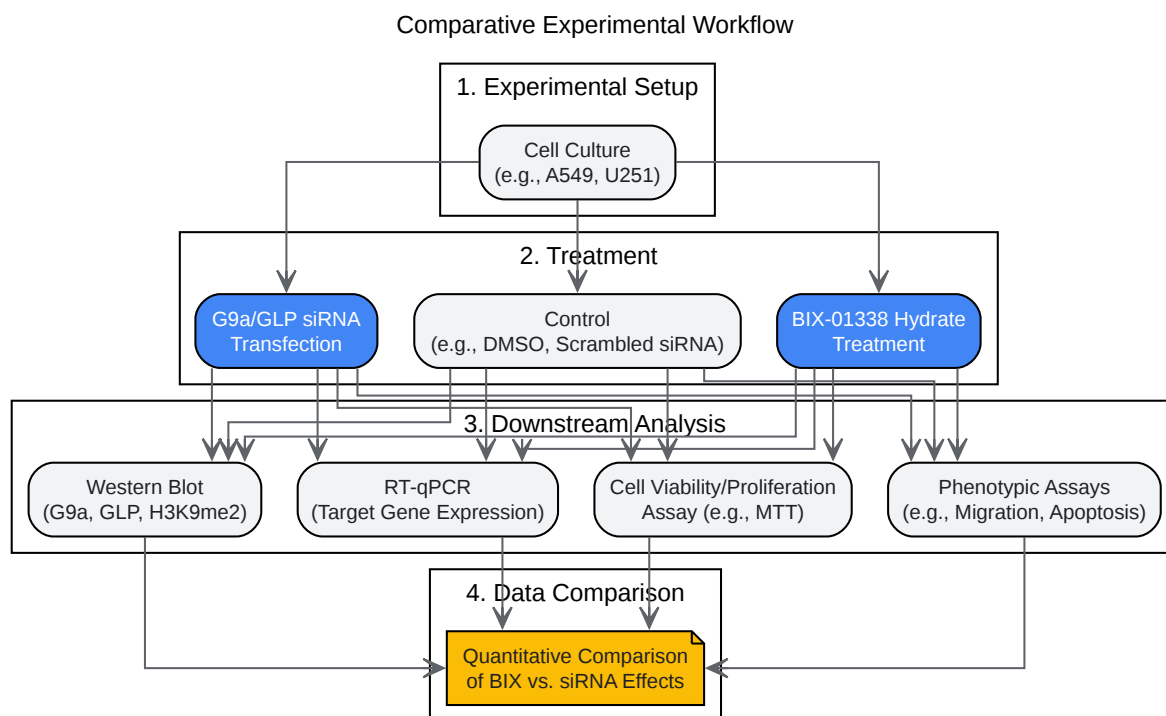 Comparative Experimental Workflow
1. Experimental Setup
Cell Culture
(e.g., A549, U251)
2. Treatment
G9a/GLP siRNA
Transfection
Control
(e.g., DMSO, Scrambled siRNA)
BIX-01338 Hydrate
Treatment
3. Downstream Analysis
Western Blot
(G9a, GLP, H3K9me2)
RT-qPCR
(Target Gene Expression)
Cell Viability/Proliferation
Assay (e.g., MTT)
Phenotypic Assays
(e.g., Migration, Apoptosis)
4. Data Comparison
Quantitative Comparison
of BIX vs. siRNA Effects